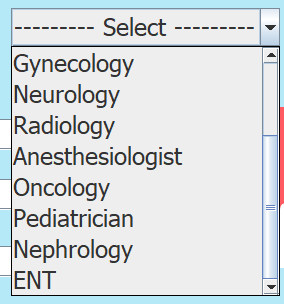 --------- Select ---------
Gynecology
Neurology
Radiology
Anesthesiologist
Oncology
Pediatrician
Nephrology
ENT